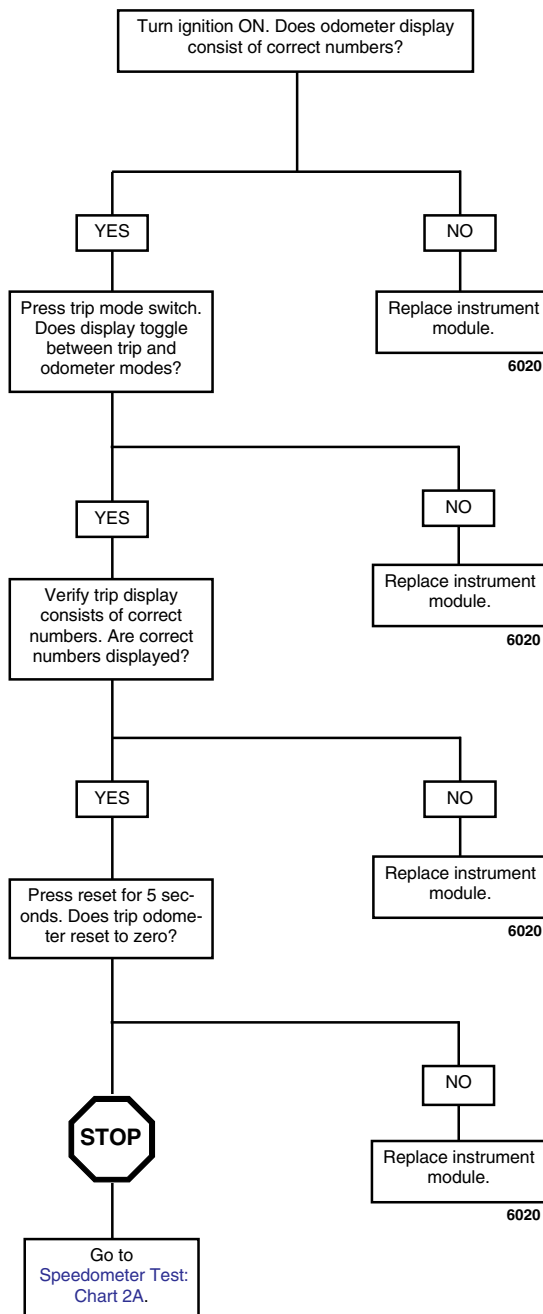 Turn ignition ON. Does odometer display
consist of correct numbers?
YES
NO
Press trip mode switch.
Does display toggle
between trip and
odometer modes?
Replace instrument
module.
6020
YES
NO
Verify trip display
consists of correct
numbers. Are correct
numbers displayed?
Replace instrument
module.
6020
YES
NO
Press reset for 5 sec-
onds. Does trip odome-
ter reset to zero?
Replace instrument
module.
6020
STOP
NO
Replace instrument
module.
6020
Go to
Speedometer Test:
Chart 2A.